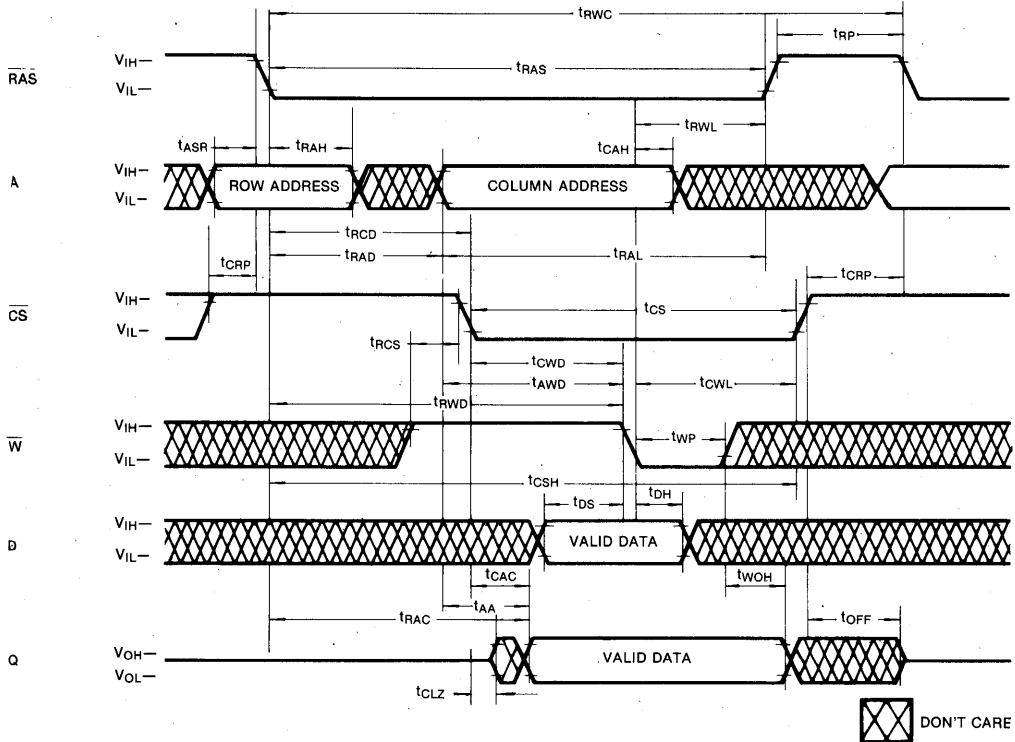 tRWC
tRP
RAS
VIH—
VIL—
tRAS
tRWL
tASR
tRAH
tCAH
A
VIH—
VIL—
ROW ADDRESS
COLUMN ADDRESS
tRCD
tRAD
tRAL
tCRP
tCRP
CS
VIH—
VIL—
tCS
tRCS
tCWD
tAWD
tCWL
tRWD
W
VIH—
VIL—
tWP
tCSH
tDS
tDH
D
VIH—
VIL—
VALID DATA
tCAC
tWOH
tAA
tRAC
tOFF
Q
VOH—
VOL—
VALID DATA
tCLZ
DON'T CARE